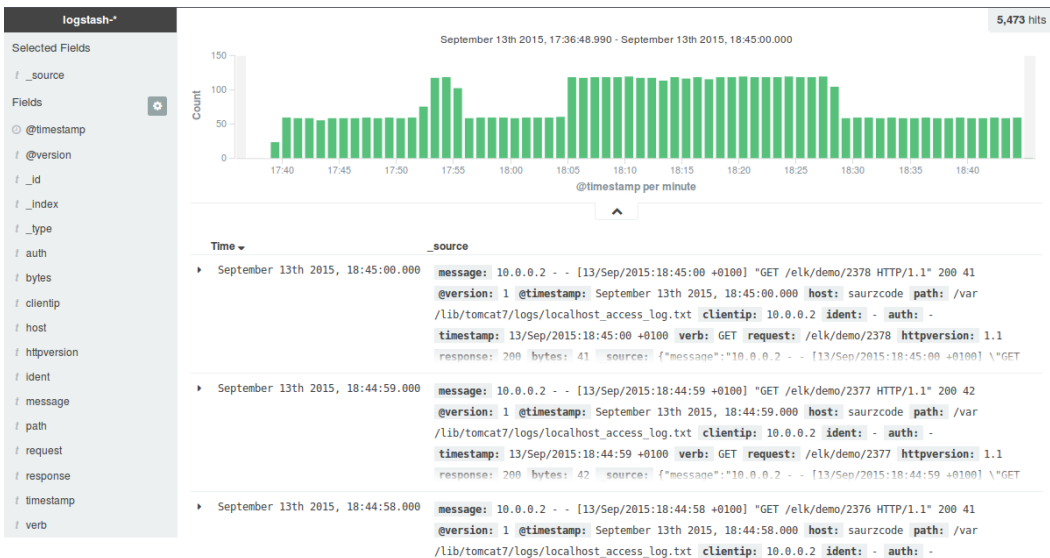 logstash-*
5,473 hits
Selected Fields
t _source
Fields
@timestamp
t @version
t _id
t _index
t _type
t auth
t bytes
t clientip
t host
t httpversion
t ident
t message
t path
t request
t response
t timestamp
t verb
September 13th 2015, 17:36:48.990 - September 13th 2015, 18:45:00.000
Count
150
100
50
0
17:40 17:45 17:50 17:55 18:00 18:05 18:10 18:15 18:20 18:25 18:30 18:35 18:40
@timestamp per minute
Time _source
September 13th 2015, 18:45:00.000 message: 10.0.0.2 - - [13/Sep/2015:18:45:00 +0100] "GET /elk/demo/2378 HTTP/1.1" 200 41
@version: 1 @timestamp: September 13th 2015, 18:45:00.000 host: saurzcode path: /var
/lib/tomcat7/logs/localhost_access_log.txt clientip: 10.0.0.2 ident: - auth: -
timestamp: 13/Sep/2015:18:45:00 +0100 verb: GET request: /elk/demo/2378 httpversion: 1.1
response: 200 bytes: 41 _source: {"message":"10.0.0.2 - - [13/Sep/2015:18:45:00 +0100] \"GET
September 13th 2015, 18:44:59.000 message: 10.0.0.2 - - [13/Sep/2015:18:44:59 +0100] "GET /elk/demo/2377 HTTP/1.1" 200 42
@version: 1 @timestamp: September 13th 2015, 18:44:59.000 host: saurzcode path: /var
/lib/tomcat7/logs/localhost_access_log.txt clientip: 10.0.0.2 ident: - auth: -
timestamp: 13/Sep/2015:18:44:59 +0100 verb: GET request: /elk/demo/2377 httpversion: 1.1
response: 200 bytes: 42 _source: {"message":"10.0.0.2 - - [13/Sep/2015:18:44:59 +0100] \"GET
September 13th 2015, 18:44:58.000 message: 10.0.0.2 - - [13/Sep/2015:18:44:58 +0100] "GET /elk/demo/2376 HTTP/1.1" 200 41
@version: 1 @timestamp: September 13th 2015, 18:44:58.000 host: saurzcode path: /var
/lib/tomcat7/logs/localhost_access_log.txt clientip: 10.0.0.2 ident: - auth: -